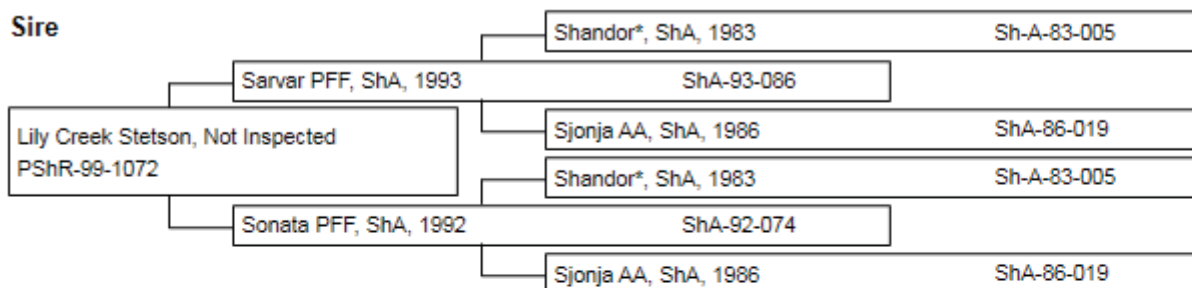 Sire
Shandor*, ShA, 1983 Sh-A-83-005
Sarvar PFF, ShA, 1993 ShA-93-086
Sjonja AA, ShA, 1986 ShA-86-019
Lily Creek Stetson, Not Inspected
PShR-99-1072
Shandor*, ShA, 1983 Sh-A-83-005
Sonata PFF, ShA, 1992 ShA-92-074
Sjonja AA, ShA, 1986 ShA-86-019